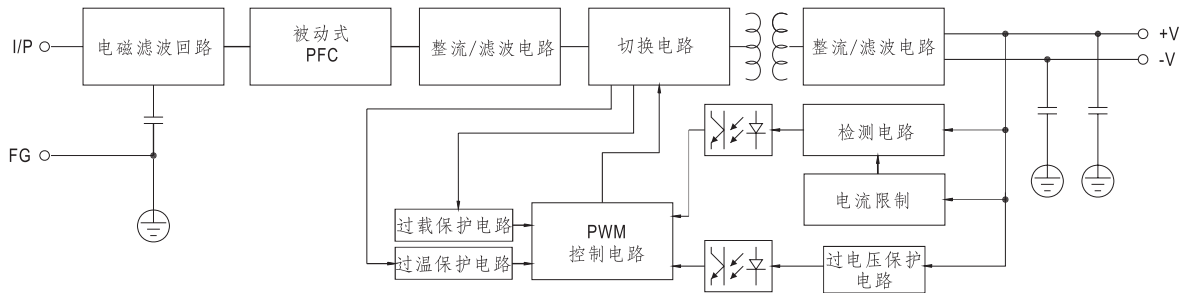 I/P
电磁滤波回路
被动式
PFC
整流/滤波电路
切换电路
整流/滤波电路
+V
-V
FG
检测电路
电流限制
过载保护电路
过温保护电路
PWM
控制电路
过电压保护
电路